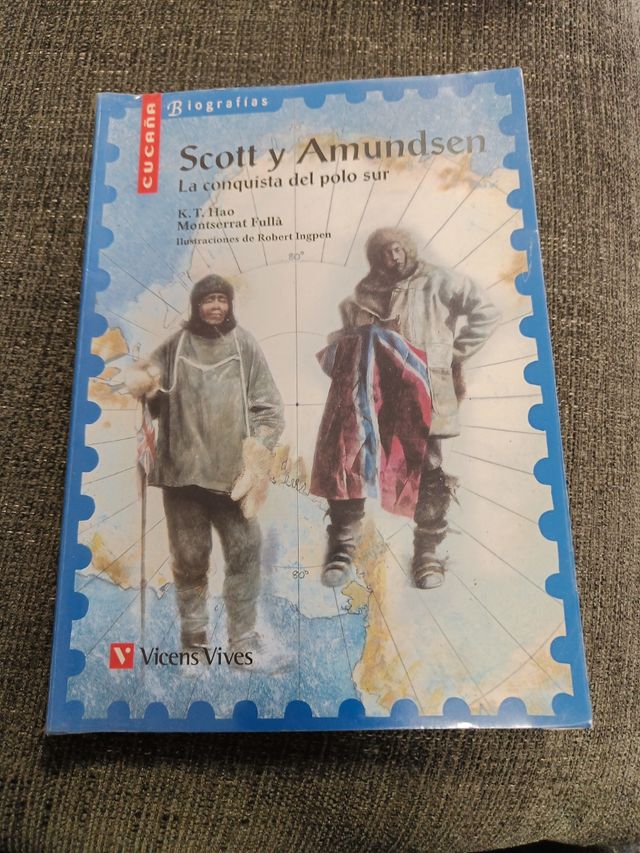 CUCAÑA
Biografías
Scott y Amundsen
La conquista del polo sur
K. T. Hao
Montserrat Fullà
Ilustraciones de Robert Ingpen
80°
80°
Vicens Vives